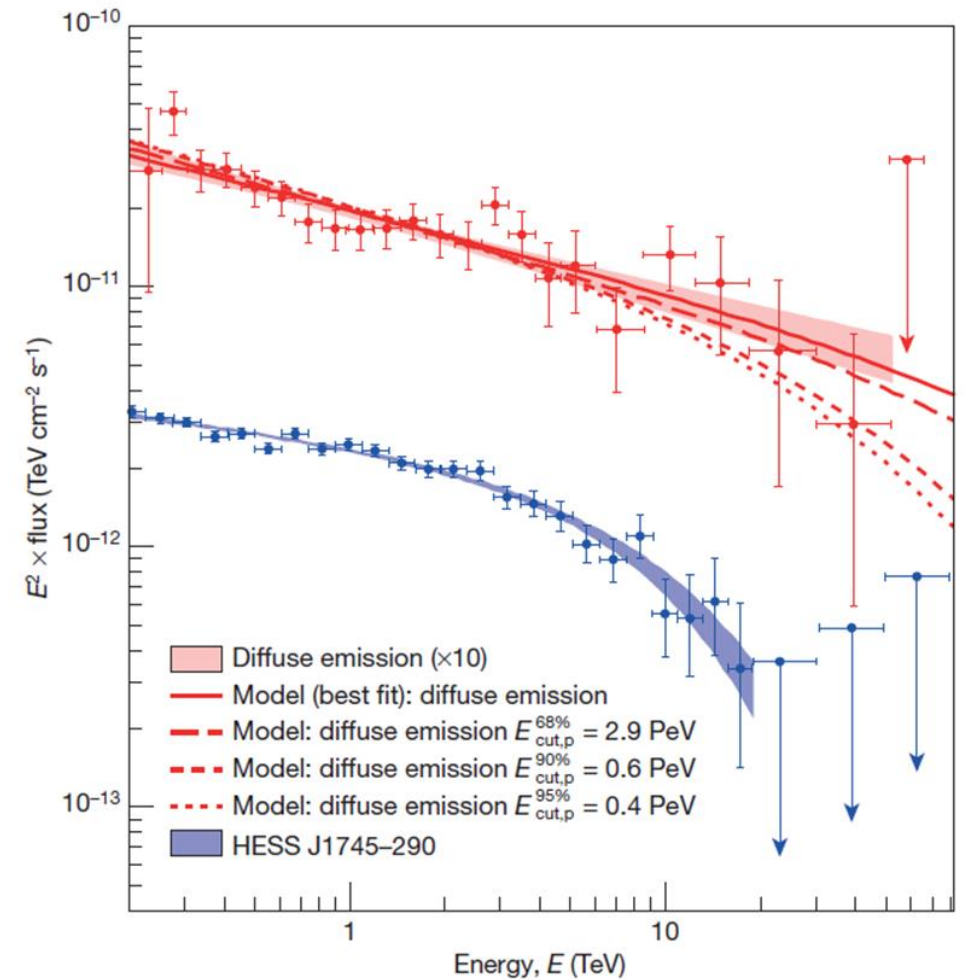 10⁻¹⁰
10⁻¹¹
10⁻¹²
10⁻¹³
E² × flux (TeV cm⁻² s⁻¹)
Diffuse emission (×10)
Model (best fit): diffuse emission
Model: diffuse emission E^68%_cut,p = 2.9 PeV
Model: diffuse emission E^90%_cut,p = 0.6 PeV
Model: diffuse emission E^95%_cut,p = 0.4 PeV
HESS J1745–290
1 10
Energy, E (TeV)